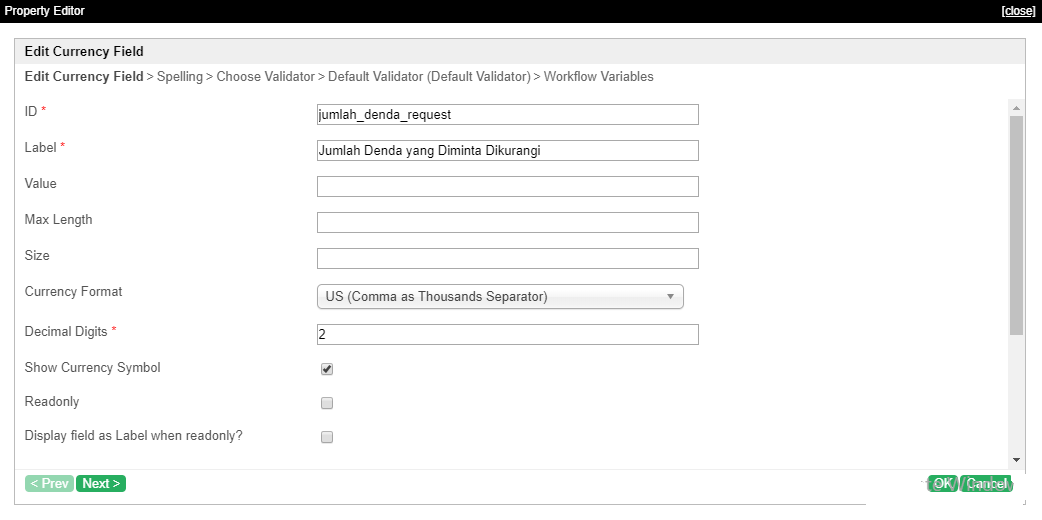 Property Editor [close]
Edit Currency Field
Edit Currency Field > Spelling > Choose Validator > Default Validator (Default Validator) > Workflow Variables
ID * jumlah_denda_request
Label * Jumlah Denda yang Diminta Dikurangi
Value
Max Length
Size
Currency Format US (Comma as Thousands Separator)
Decimal Digits * 2
Show Currency Symbol
Readonly
Display field as Label when readonly?
< Prev Next > OK Cancel